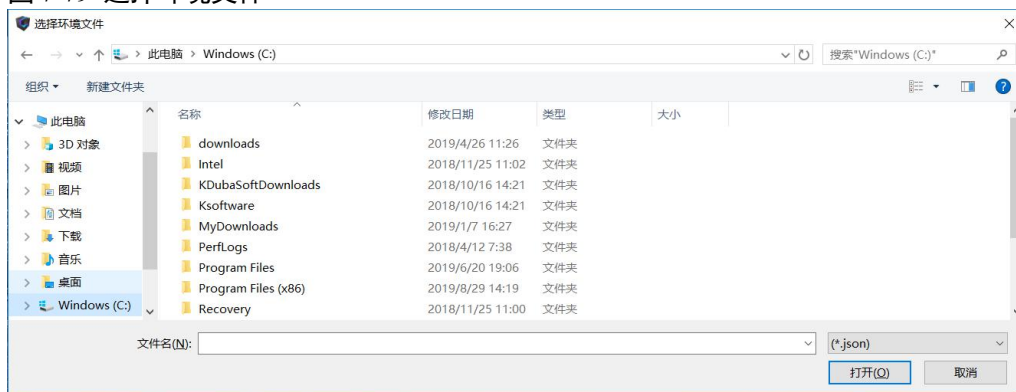 选择环境文件
此电脑 > Windows (C:)
搜索"Windows (C:)"
组织 新建文件夹
名称 修改日期 类型 大小
此电脑
3D 对象
视频
图片
文档
下载
音乐
桌面
Windows (C:)
downloads 2019/4/26 11:26 文件夹
Intel 2018/11/25 11:02 文件夹
KDubaSoftDownloads 2018/10/16 14:21 文件夹
Ksoftware 2018/10/16 14:21 文件夹
MyDownloads 2019/1/7 16:27 文件夹
PerfLogs 2018/4/12 7:38 文件夹
Program Files 2019/6/20 19:06 文件夹
Program Files (x86) 2019/8/29 14:19 文件夹
Recovery 2018/11/25 11:00 文件夹
文件名(N):
(*.json)
打开(O) 取消